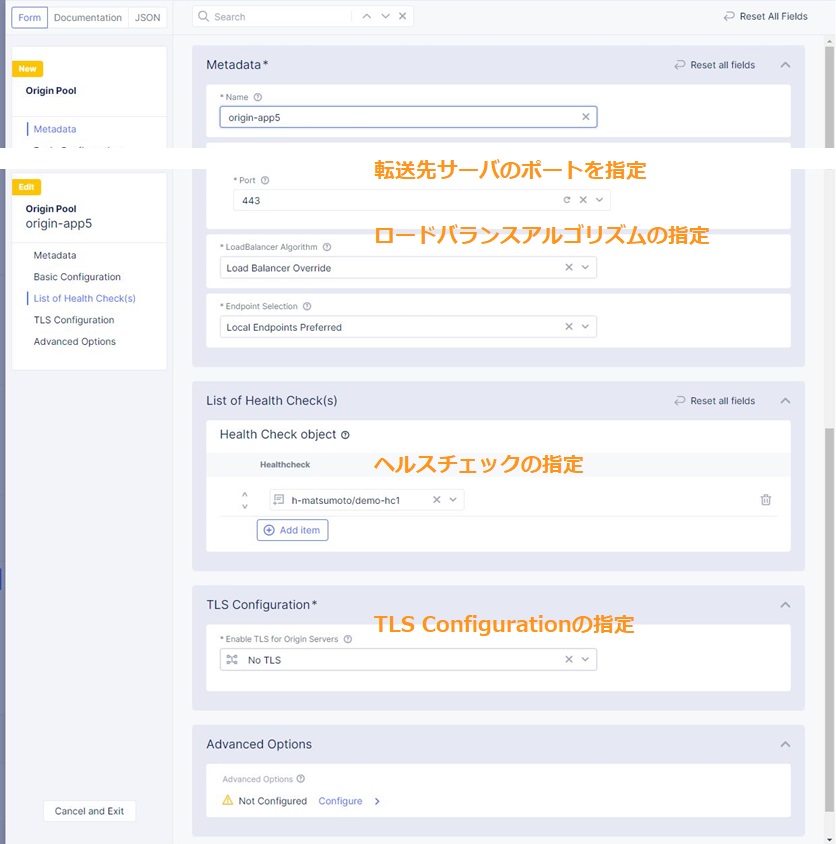 Form Documentation JSON
Search
Reset All Fields
New
Origin Pool
Metadata
Metadata*
Reset all fields
* Name
origin-app5
転送先サーバのポートを指定
* Port
443
ロードバランスアルゴリズムの指定
* LoadBalancer Algorithm
Load Balancer Override
* Endpoint Selection
Local Endpoints Preferred
Edit
Origin Pool
origin-app5
Metadata
Basic Configuration
List of Health Check(s)
TLS Configuration
Advanced Options
List of Health Check(s)
Reset all fields
Health Check object
Healthcheck
ヘルスチェックの指定
h-matsumoto/demo-hc1
Add item
TLS Configuration*
TLS Configurationの指定
* Enable TLS for Origin Servers
No TLS
Advanced Options
Advanced Options
Not Configured Configure
Cancel and Exit